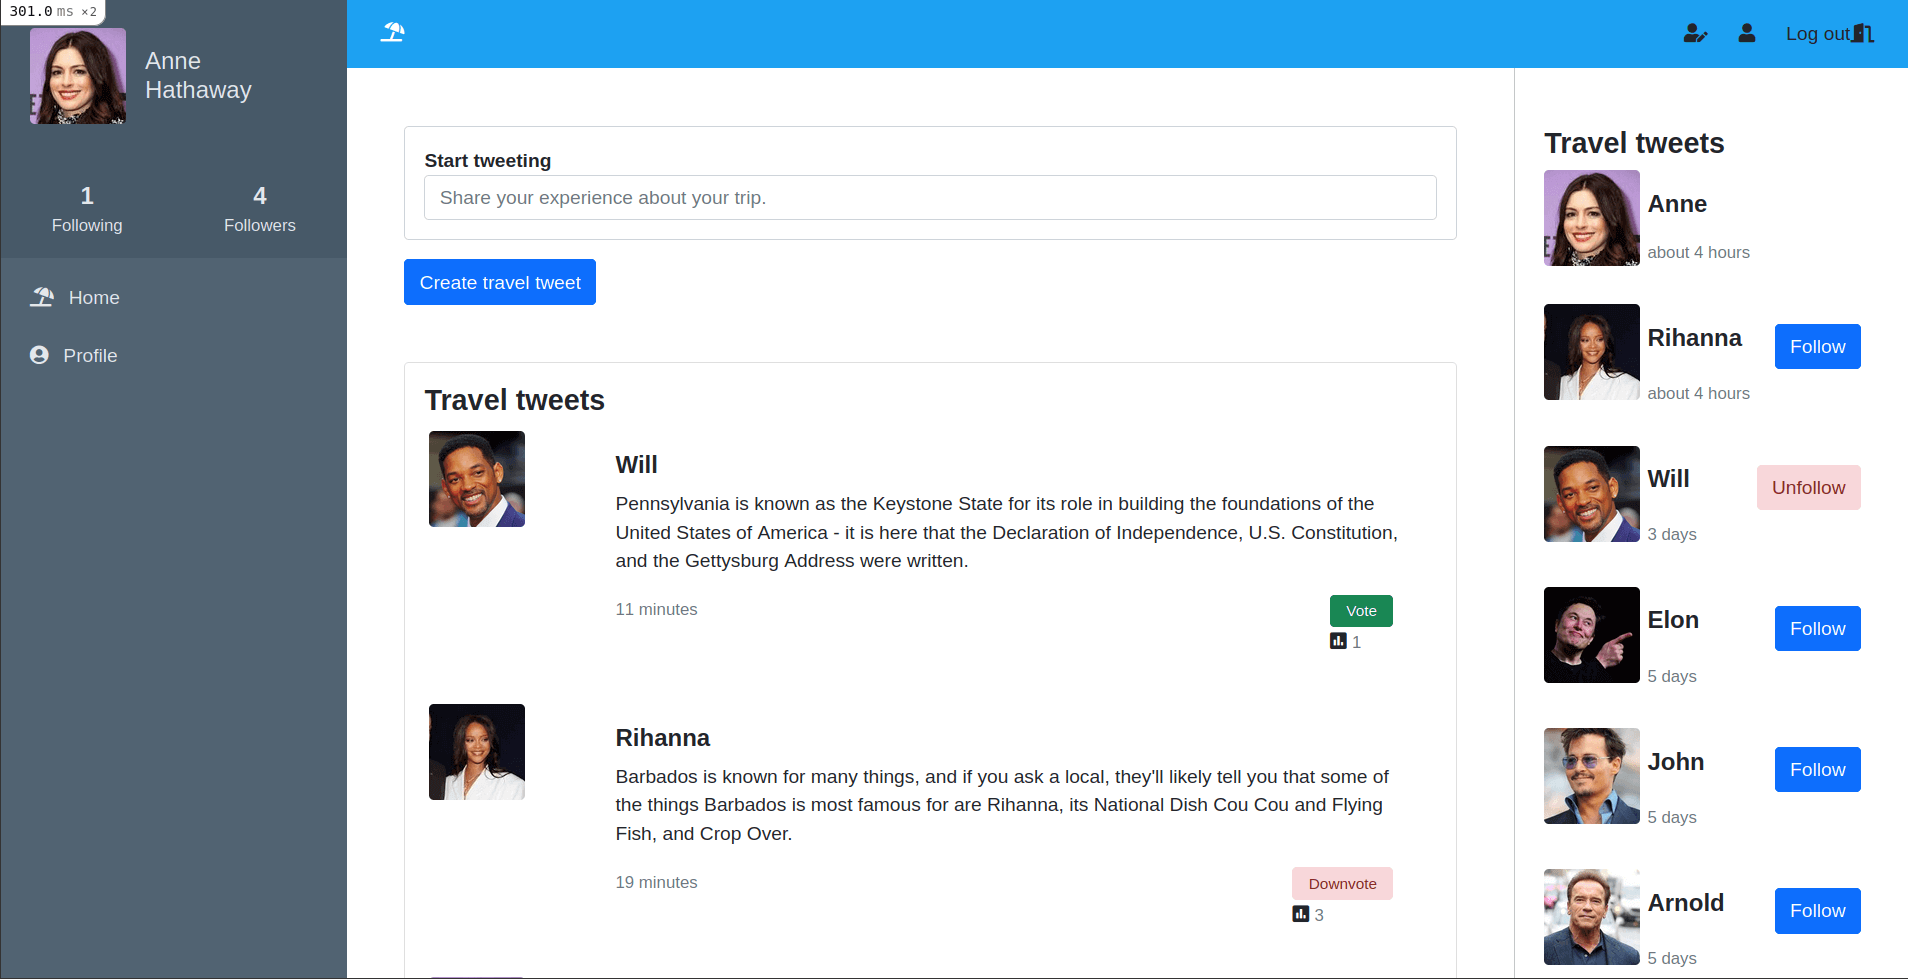 301.0 ms ×2
Anne
Hathaway
1
Following
4
Followers
Home
Profile
Log out
Start tweeting
Share your experience about your trip.
Create travel tweet
Travel tweets
Will
Pennsylvania is known as the Keystone State for its role in building the foundations of the
United States of America - it is here that the Declaration of Independence, U.S. Constitution,
and the Gettysburg Address were written.
11 minutes
Vote
1
Rihanna
Barbados is known for many things, and if you ask a local, they'll likely tell you that some of
the things Barbados is most famous for are Rihanna, its National Dish Cou Cou and Flying
Fish, and Crop Over.
19 minutes
Downvote
3
Travel tweets
Anne
about 4 hours
Rihanna
Follow
about 4 hours
Will
Unfollow
3 days
Elon
Follow
5 days
John
Follow
5 days
Arnold
Follow
5 days